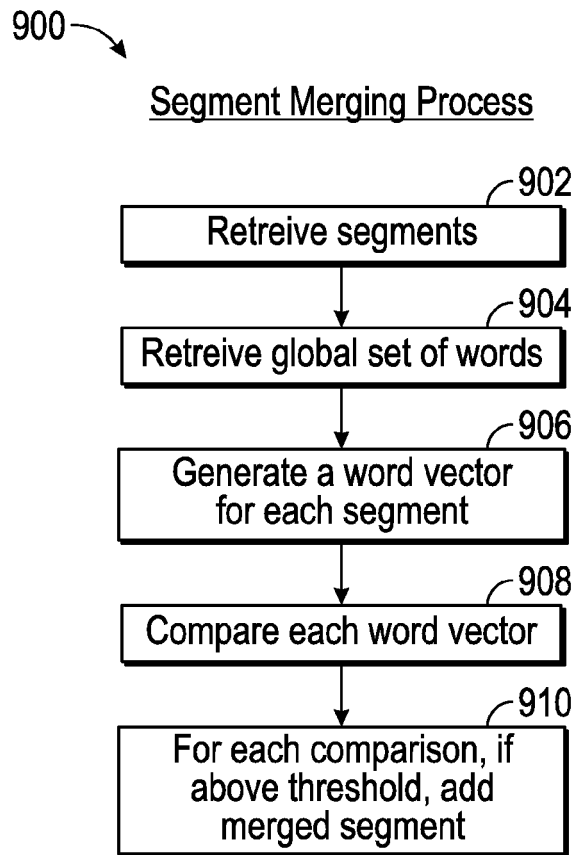 900
Segment Merging Process
902
Retreive segments
904
Retreive global set of words
906
Generate a word vector
for each segment
908
Compare each word vector
910
For each comparison, if
above threshold, add
merged segment